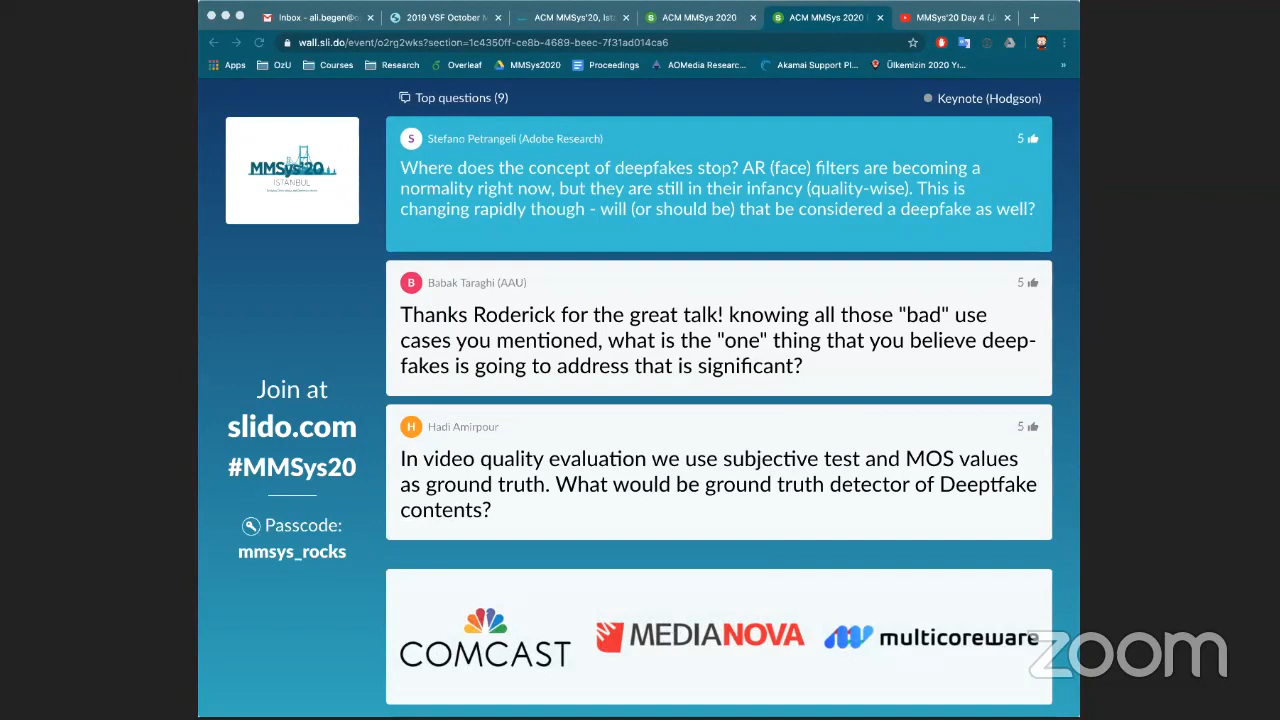 Inbox - ali.begen@o
2019 VSF October M
ACM MMSys'20, Ist
ACM MMSys 2020
ACM MMSys 2020
MMSys'20 Day 4 (J
wall.sli.do/event/o2rg2wks?section=1c4350ff-ce8b-4689-beec-7f31ad014ca6
Apps
OzU
Courses
Research
Overleaf
MMSys2020
Proceedings
AOMedia Researc...
Akamai Support Pl...
Ülkemizin 2020 Yı...
»
Top questions (9)
Keynote (Hodgson)
MMSys'20
ISTANBUL
S Stefano Petrangeli (Adobe Research) 5
Where does the concept of deepfakes stop? AR (face) filters are becoming a
normality right now, but they are still in their infancy (quality-wise). This is
changing rapidly though - will (or should be) that be considered a deepfake as well?
B Babak Taraghi (AAU) 5
Thanks Roderick for the great talk! knowing all those "bad" use
cases you mentioned, what is the "one" thing that you believe deep-
fakes is going to address that is significant?
Join at
slido.com
#MMSys20
Passcode:
mmsys_rocks
H Hadi Amirpour 5
In video quality evaluation we use subjective test and MOS values
as ground truth. What would be ground truth detector of Deeptfake
contents?
COMCAST
MEDIANOVA
multicoreware
zoom